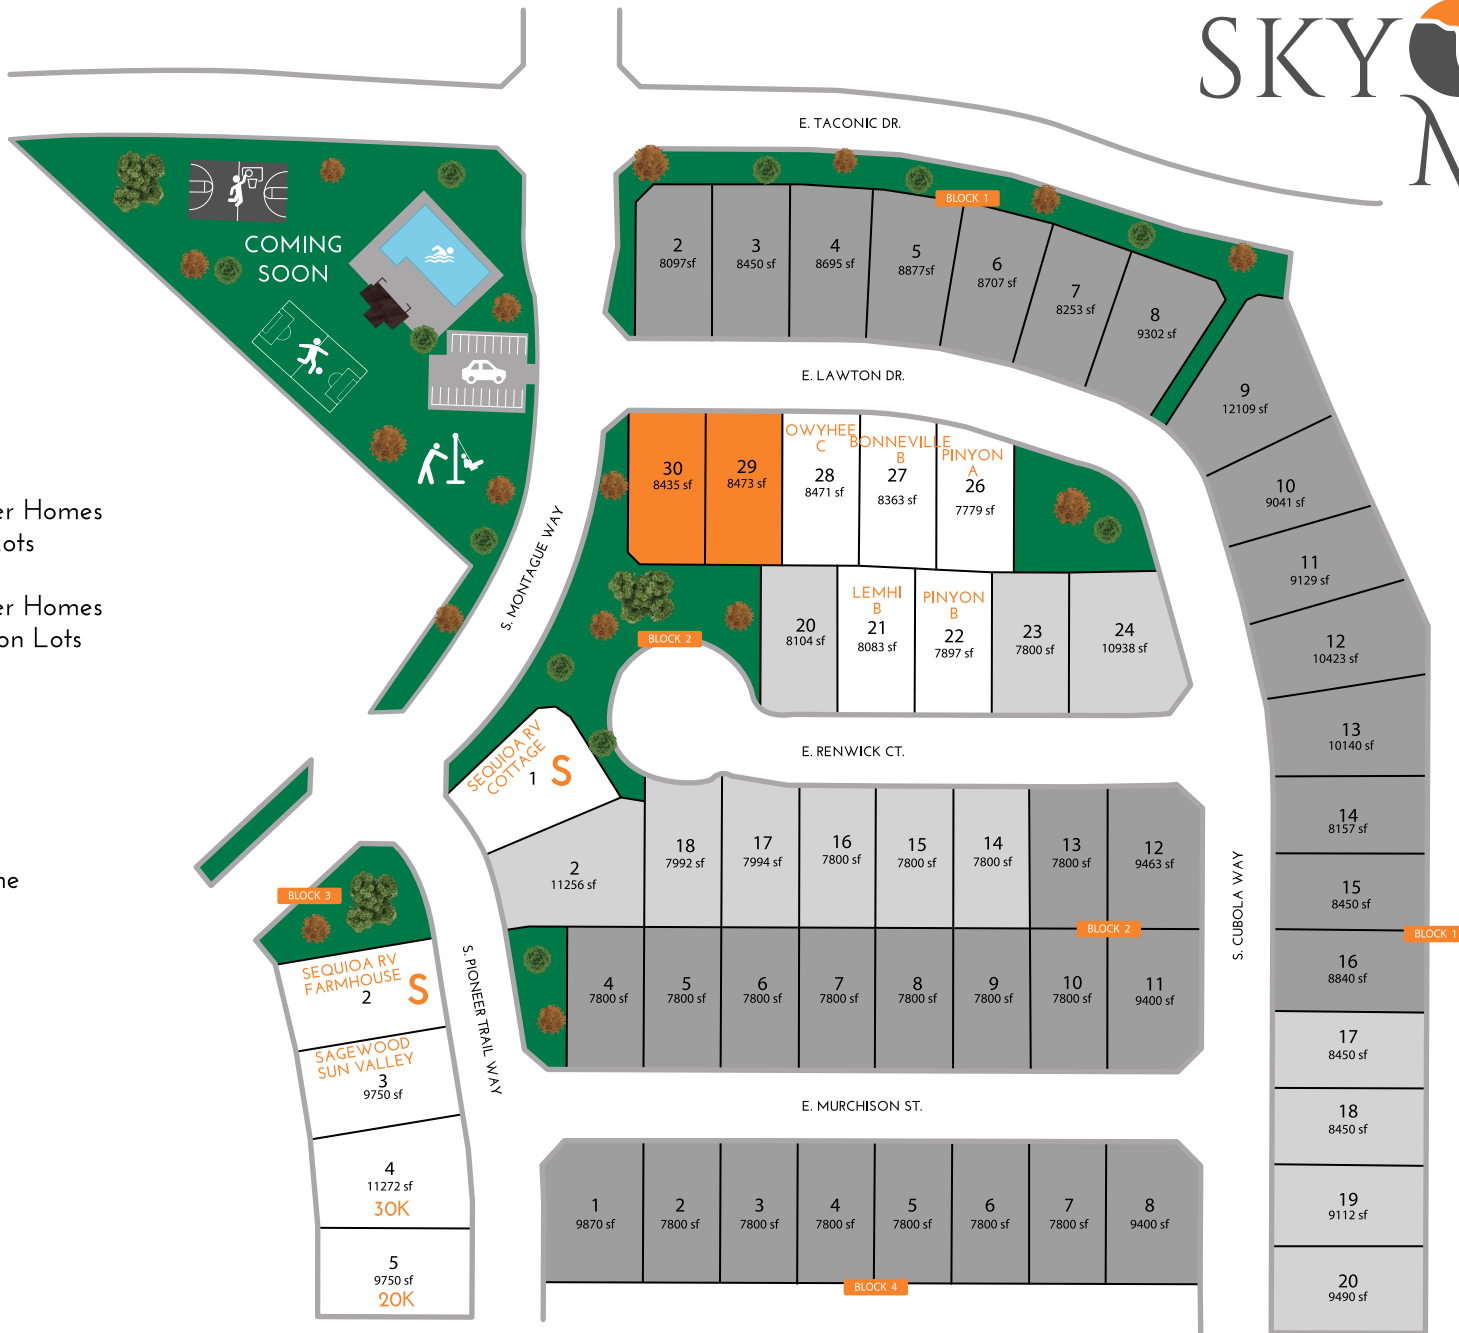 SKY
M
E. TACONIC DR.
BLOCK 1
COMING
SOON
2
8097 sf
3
8450 sf
4
8695 sf
5
8877sf
6
8707 sf
7
8253 sf
8
9302 sf
9
12109 sf
E. LAWTON DR.
30
8435 sf
29
8473 sf
OWYHEE
C
28
8471 sf
BONNEVILLE
B
27
8363 sf
PINYON
A
26
7779 sf
10
9041 sf
11
9129 sf
12
10423 sf
13
10140 sf
14
8157 sf
15
8450 sf
BLOCK 1
16
8840 sf
17
8450 sf
18
8450 sf
19
9112 sf
20
9490 sf
er Homes
ots
er Homes
on Lots
ne
S. MONTAGUE WAY
BLOCK 2
20
8104 sf
LEMHI
B
21
8083 sf
PINYON
B
22
7897 sf
23
7800 sf
24
10938 sf
E. RENWICK CT.
SEQUIOA RV
COTTAGE
1
S
2
11256 sf
18
7992 sf
17
7994 sf
16
7800 sf
15
7800 sf
14
7800 sf
13
7800 sf
12
9463 sf
BLOCK 2
S. CUBOLA WAY
4
7800 sf
5
7800 sf
6
7800 sf
7
7800 sf
8
7800 sf
9
7800 sf
10
7800 sf
11
9400 sf
BLOCK 3
SEQUIOA RV
FARMHOUSE
2
S
SAGEWOOD
SUN VALLEY
3
9750 sf
4
11272 sf
30K
5
9750 sf
20K
S. PIONEER TRAIL WAY
E. MURCHISON ST.
1
9870 sf
2
7800 sf
3
7800 sf
4
7800 sf
5
7800 sf
6
7800 sf
7
7800 sf
8
9400 sf
BLOCK 4